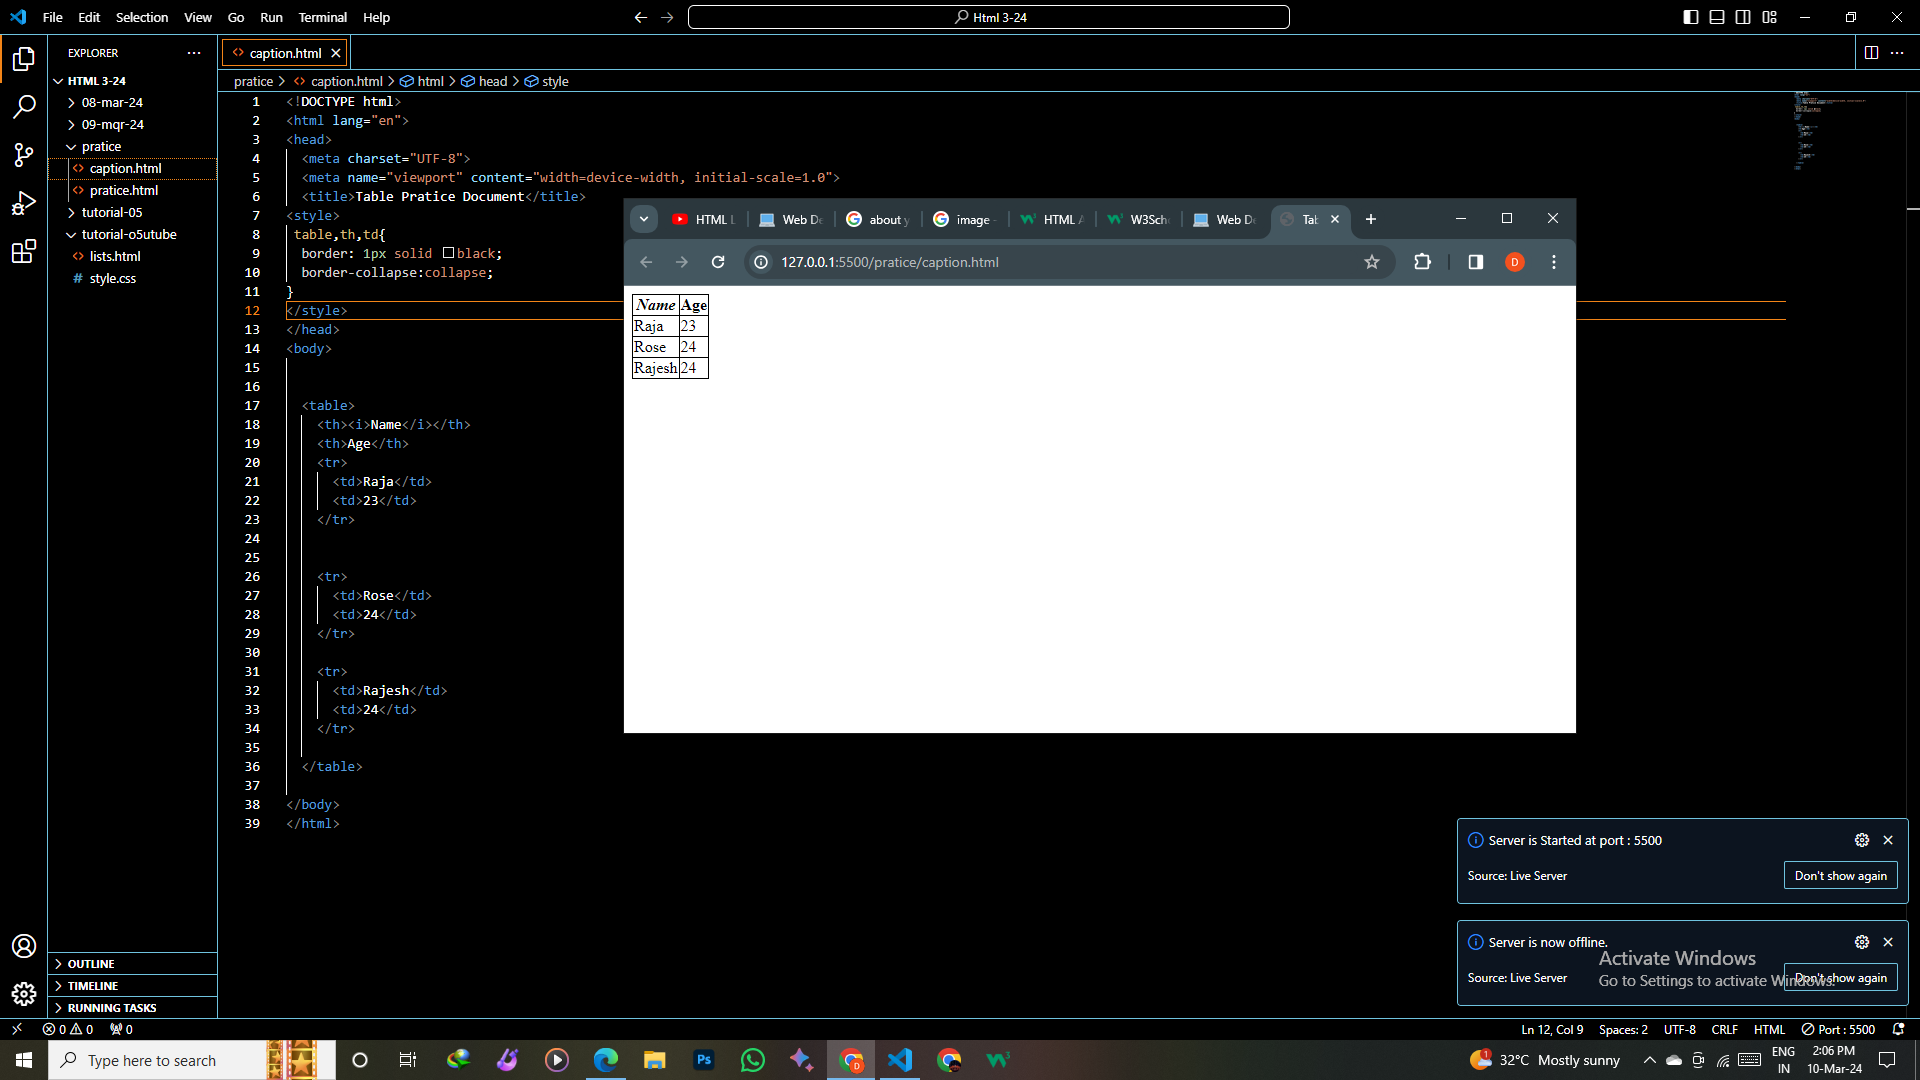 File Edit Selection View Go Run Terminal Help
Html 3-24
EXPLORER
HTML 3-24
08-mar-24
09-mqr-24
pratice
caption.html
pratice.html
tutorial-05
tutorial-o5utube
lists.html
# style.css
OUTLINE
TIMELINE
RUNNING TASKS
caption.html
pratice > caption.html > html > head > style
1 <!DOCTYPE html>
2 <html lang="en">
3 <head>
4 <meta charset="UTF-8">
5 <meta name="viewport" content="width=device-width, initial-scale=1.0">
6 <title>Table Pratice Document</title>
7 <style>
8 table,th,td{
9 border: 1px solid black;
10 border-collapse:collapse;
11 }
12 </style>
13 </head>
14 <body>
15
16
17 <table>
18 <th><i>Name</i></th>
19 <th>Age</th>
20 <tr>
21 <td>Raja</td>
22 <td>23</td>
23 </tr>
24
25
26 <tr>
27 <td>Rose</td>
28 <td>24</td>
29 </tr>
30
31 <tr>
32 <td>Rajesh</td>
33 <td>24</td>
34 </tr>
35
36 </table>
37
38 </body>
39 </html>
HTML L Web De about y image - HTML A W3Sch Web De Tab
127.0.0.1:5500/pratice/caption.html
Name Age
Raja 23
Rose 24
Rajesh 24
Server is Started at port : 5500
Source: Live Server Don't show again
Server is now offline.
Source: Live Server Don't show again
Activate Windows
Go to Settings to activate Windows.
0 0 0 Ln 12, Col 9 Spaces: 2 UTF-8 CRLF HTML Port : 5500
Type here to search
Ps
1 32°C Mostly sunny
ENG
IN
2:06 PM
10-Mar-24